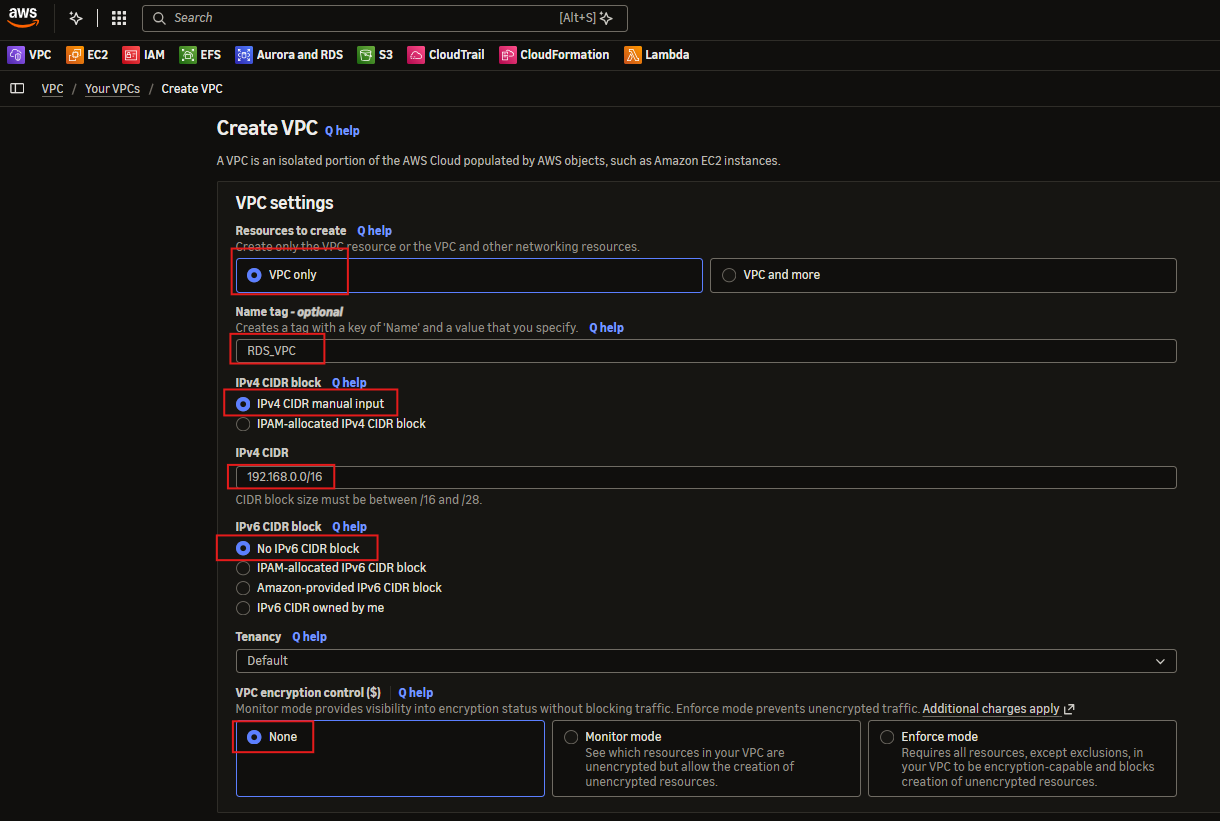 aws
Search [Alt+S]
VPC EC2 IAM EFS Aurora and RDS S3 CloudTrail CloudFormation Lambda
VPC / Your VPCs / Create VPC
Create VPC Q help
A VPC is an isolated portion of the AWS Cloud populated by AWS objects, such as Amazon EC2 instances.
VPC settings
Resources to create Q help
Create only the VPC resource or the VPC and other networking resources.
VPC only
VPC and more
Name tag - optional
Creates a tag with a key of 'Name' and a value that you specify. Q help
RDS_VPC
IPv4 CIDR block Q help
IPv4 CIDR manual input
IPAM-allocated IPv4 CIDR block
IPv4 CIDR
192.168.0.0/16
CIDR block size must be between /16 and /28.
IPv6 CIDR block Q help
No IPv6 CIDR block
IPAM-allocated IPv6 CIDR block
Amazon-provided IPv6 CIDR block
IPv6 CIDR owned by me
Tenancy Q help
Default
VPC encryption control ($) Q help
Monitor mode provides visibility into encryption status without blocking traffic. Enforce mode prevents unencrypted traffic. Additional charges apply
None
Monitor mode
See which resources in your VPC are
unencrypted but allow the creation of
unencrypted resources.
Enforce mode
Requires all resources, except exclusions, in
your VPC to be encryption-capable and blocks
creation of unencrypted resources.